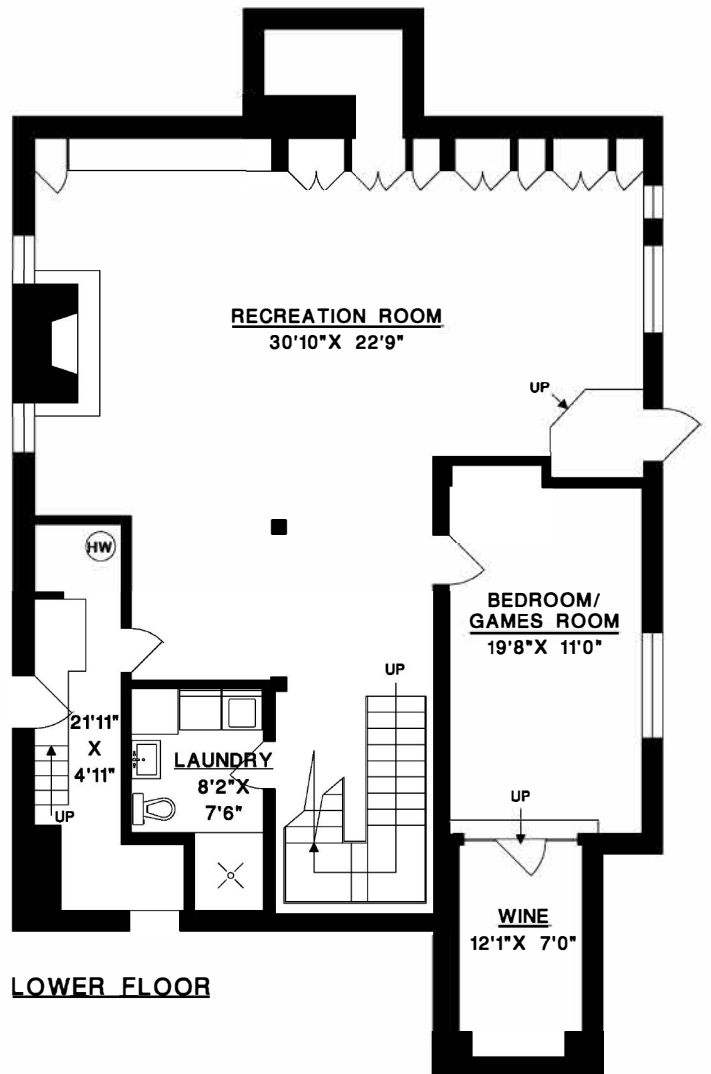 RECREATION ROOM
30'10"X 22'9"
UP
HW
BEDROOM/
GAMES ROOM
19'8"X 11'0"
UP
21'11"
X
4'11"
UP
LAUNDRY
8'2"X
7'6"
UP
WINE
12'1"X 7'0"
LOWER FLOOR